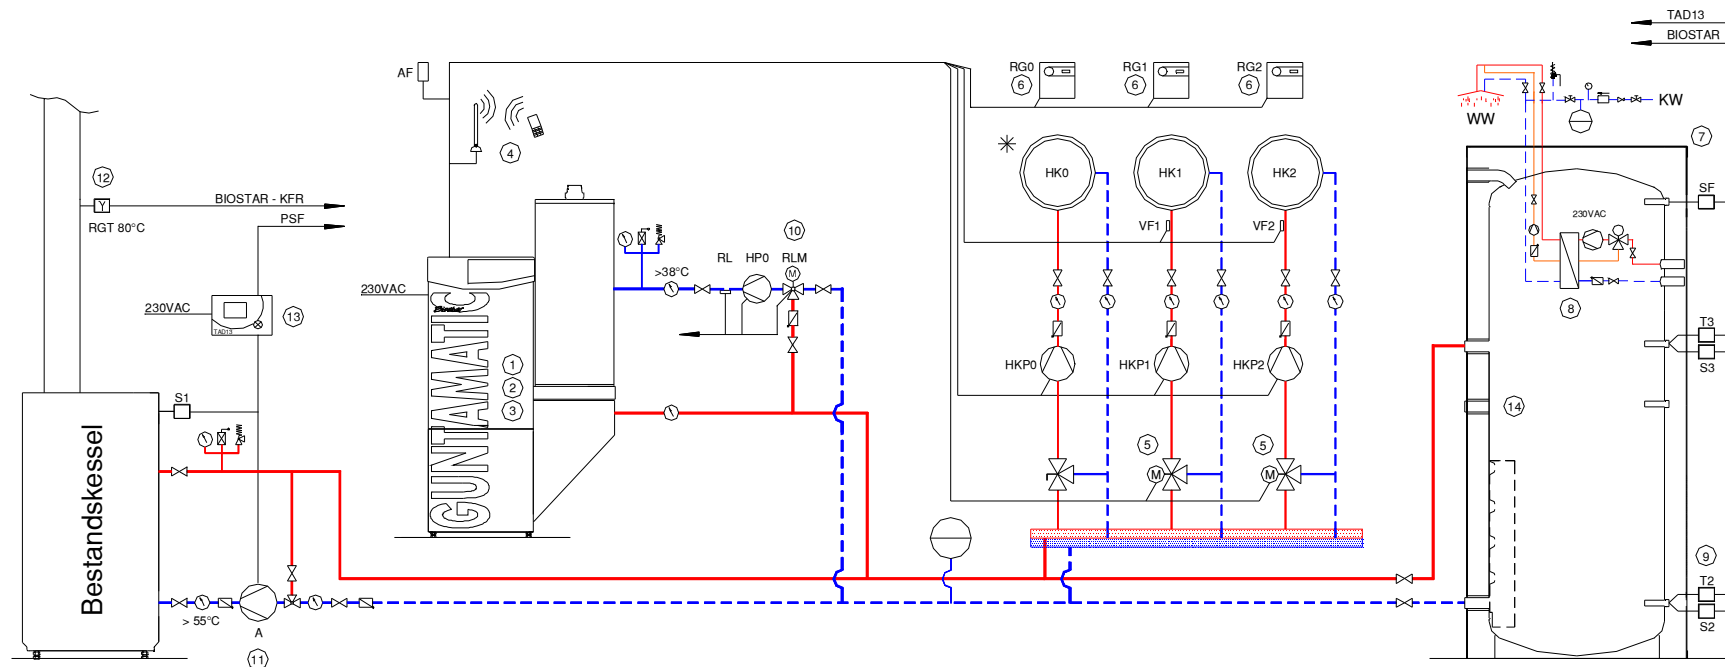 TAD13
BIOSTAR
AF
RG0
RG1
RG2
6
6
6
KW
WW
4
7
12
BIOSTAR - KFR
PSF
RGT 80°C
HK0
HK1
HK2
SF
VF1
VF2
230VAC
10
RL
HP0
RLM
M
>38°C
230VAC
Biostar
GUNTAMATIC
230VAC
TAD13
13
8
T3
S3
1
2
3
HKP0
HKP1
HKP2
S1
14
5
5
M
M
Bestandskessel
9
T2
S2
> 55°C
A
11